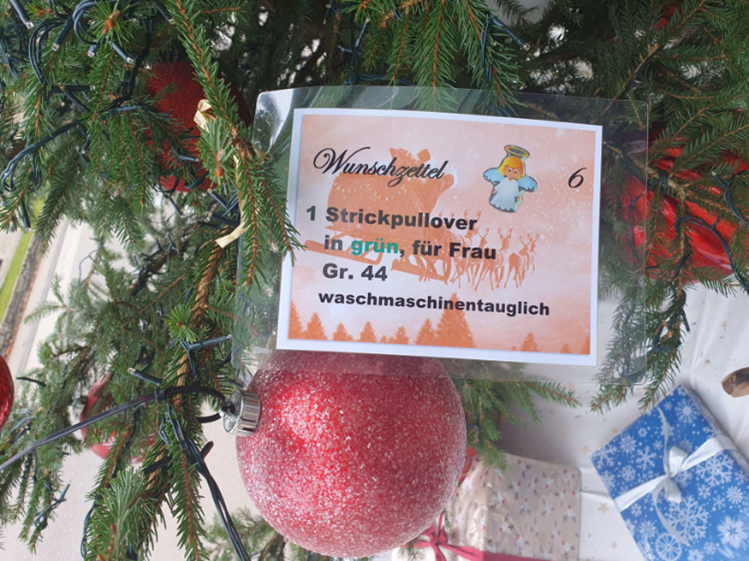 Wunschzettel
6
1 Strickpullover
in grün, für Frau
Gr. 44
waschmaschinentauglich